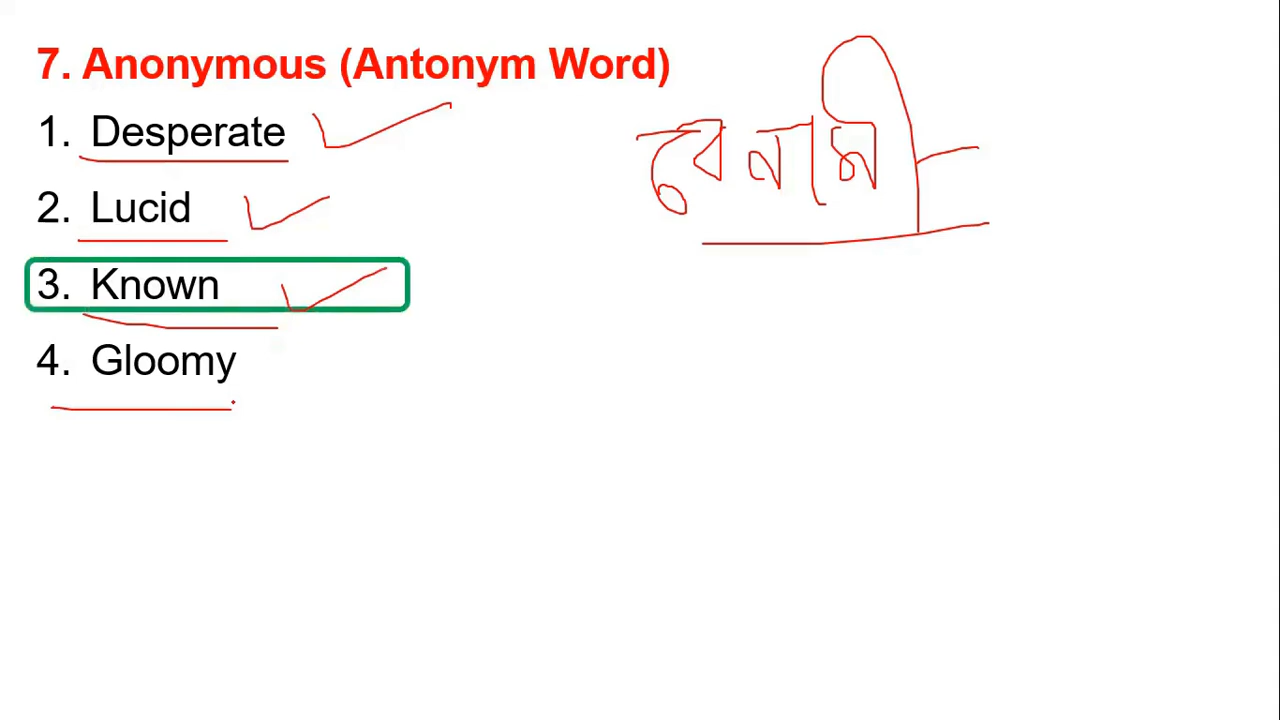 7. Anonymous (Antonym Word)
বেনামী
1. Desperate
2. Lucid
3. Known
4. Gloomy